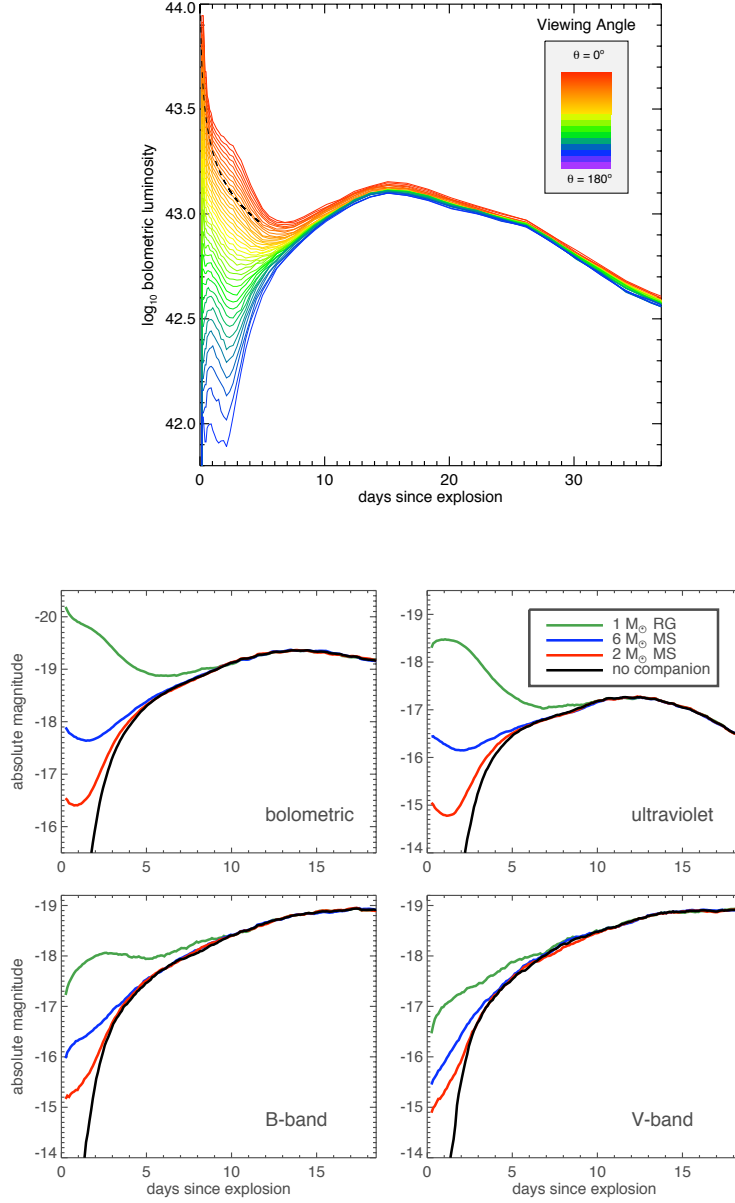 44.0
43.5
43.0
42.5
42.0
log₁₀ bolometric luminosity
0
10
20
30
days since explosion
Viewing Angle
θ = 0°
θ = 180°
-20
-19
-18
-17
-16
absolute magnitude
0
5
10
15
bolometric
-19
-18
-17
-16
-15
-14
0
5
10
15
1 M☉ RG
6 M☉ MS
2 M☉ MS
no companion
ultraviolet
-19
-18
-17
-16
-15
-14
absolute magnitude
0
5
10
15
days since explosion
B-band
-19
-18
-17
-16
-15
-14
0
5
10
15
days since explosion
V-band